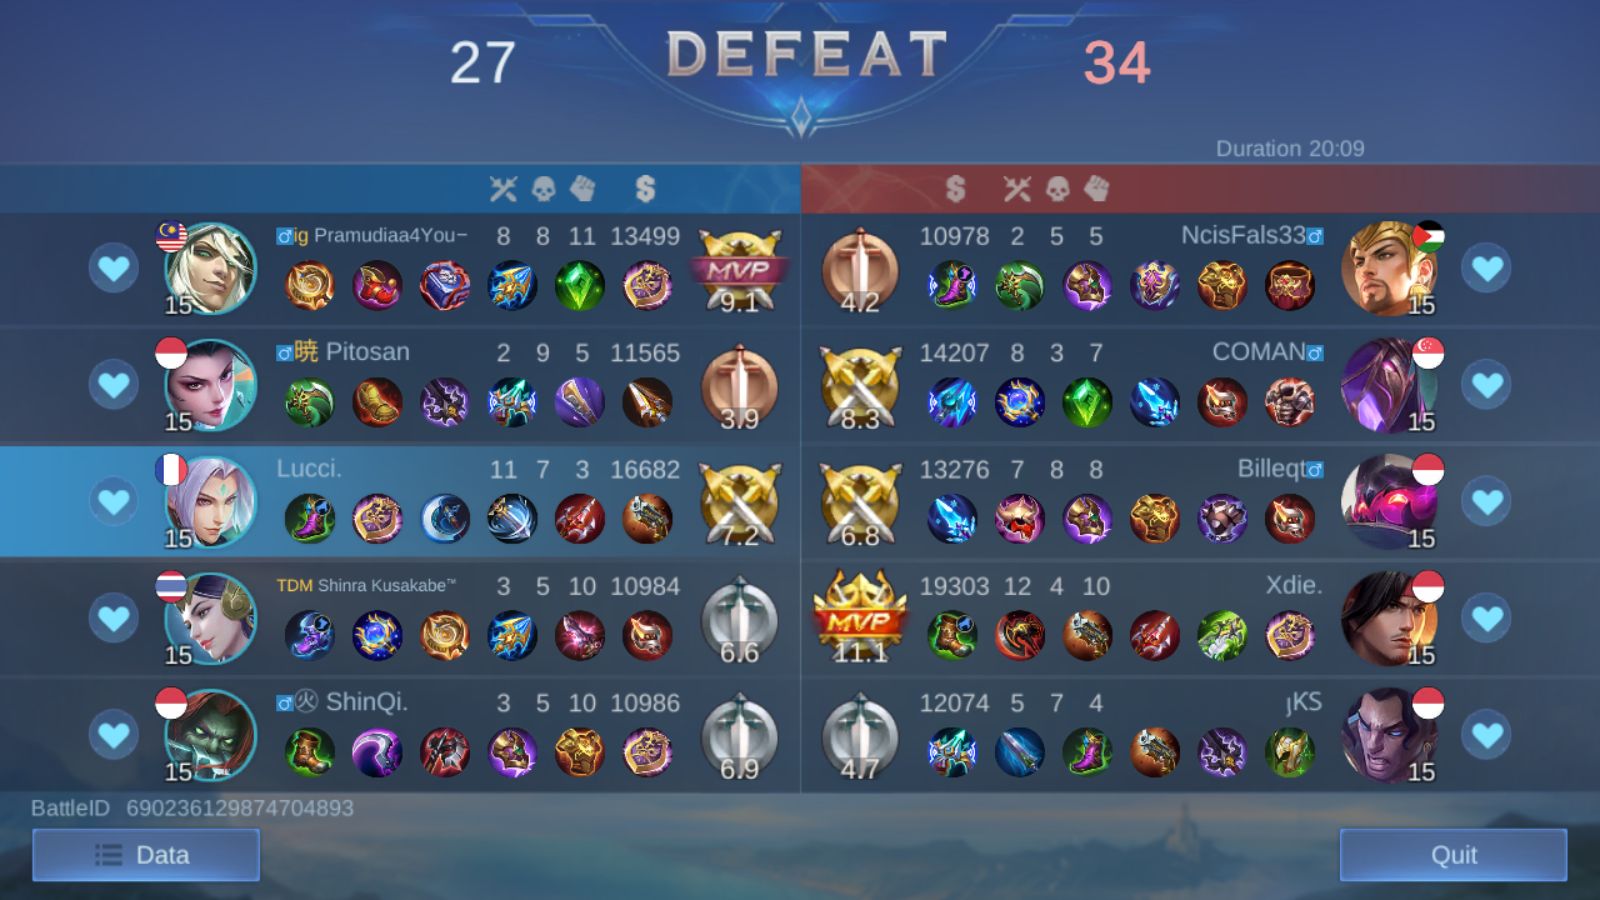 27 DEFEAT 34
Duration 20:09
ig Pramudiaa4You− 8 8 11 13499 MVP 9.1
15
4.2 10978 2 5 5 NcisFals33
15
暁 Pitosan 2 9 5 11565 3.9
15
8.3 14207 8 3 7 COMAN
15
Lucci. 11 7 3 16682 7.2
15
6.8 13276 7 8 8 Billeqt
15
TDM Shinra Kusakabe™ 3 5 10 10984 6.6
15
MVP 11.1 19303 12 4 10 Xdie.
15
㊋ ShinQi. 3 5 10 10986 6.9
15
4.7 12074 5 7 4 ȷKS
15
BattleID 690236129874704893
Data
Quit